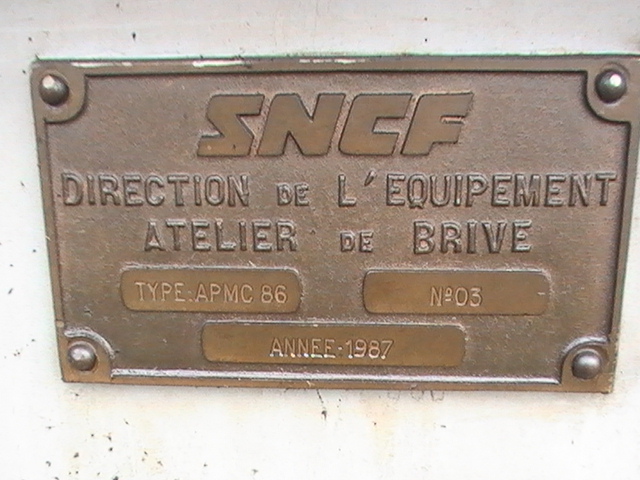 SNCF
DIRECTION DE L'EQUIPEMENT
ATELIER DE BRIVE
TYPE: APMC 86 Nº03
ANNEE-1987